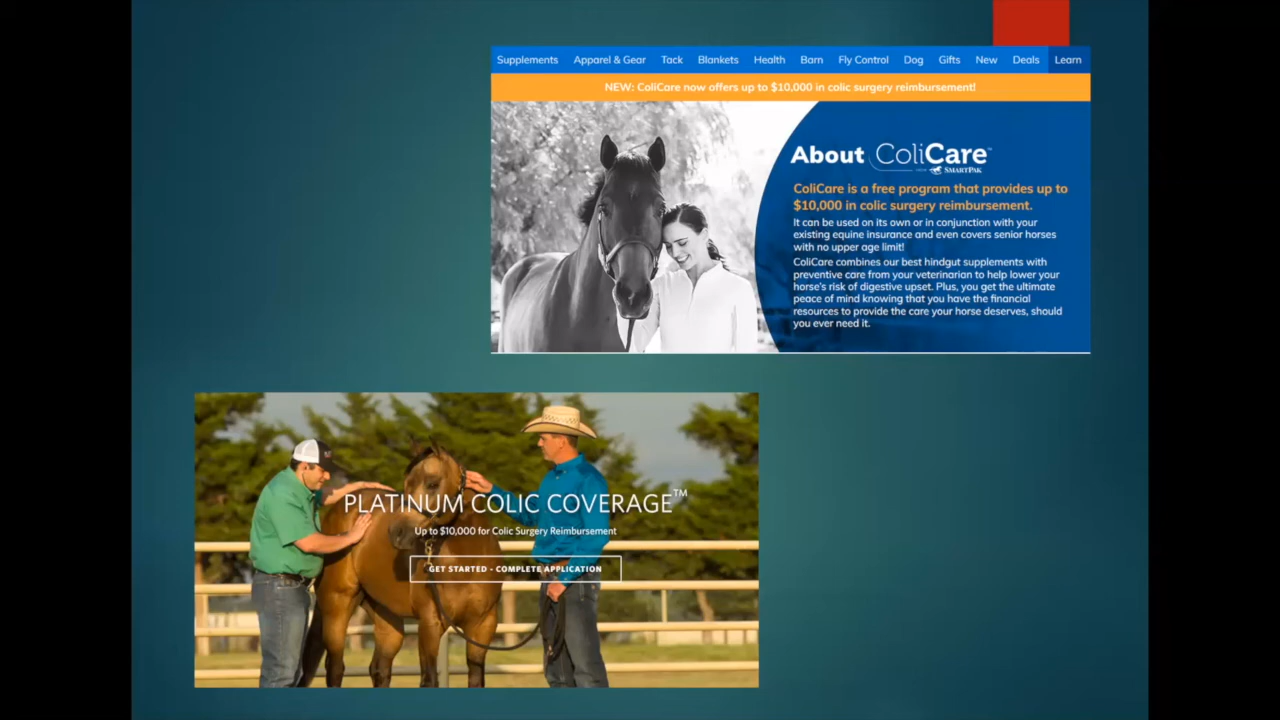 Supplements Apparel & Gear Tack Blankets Health Barn Fly Control Dog Gifts New Deals Learn
NEW: ColiCare now offers up to $10,000 in colic surgery reimbursement!
About ColiCare™
FROM SMARTPAK
ColiCare is a free program that provides up to
$10,000 in colic surgery reimbursement.
It can be used on its own or in conjunction with your
existing equine insurance and even covers senior horses
with no upper age limit!
ColiCare combines our best hindgut supplements with
preventive care from your veterinarian to help lower your
horse's risk of digestive upset. Plus, you get the ultimate
peace of mind knowing that you have the financial
resources to provide the care your horse deserves, should
you ever need it.
PLATINUM COLIC COVERAGE™
Up to $10,000 for Colic Surgery Reimbursement
GET STARTED - COMPLETE APPLICATION